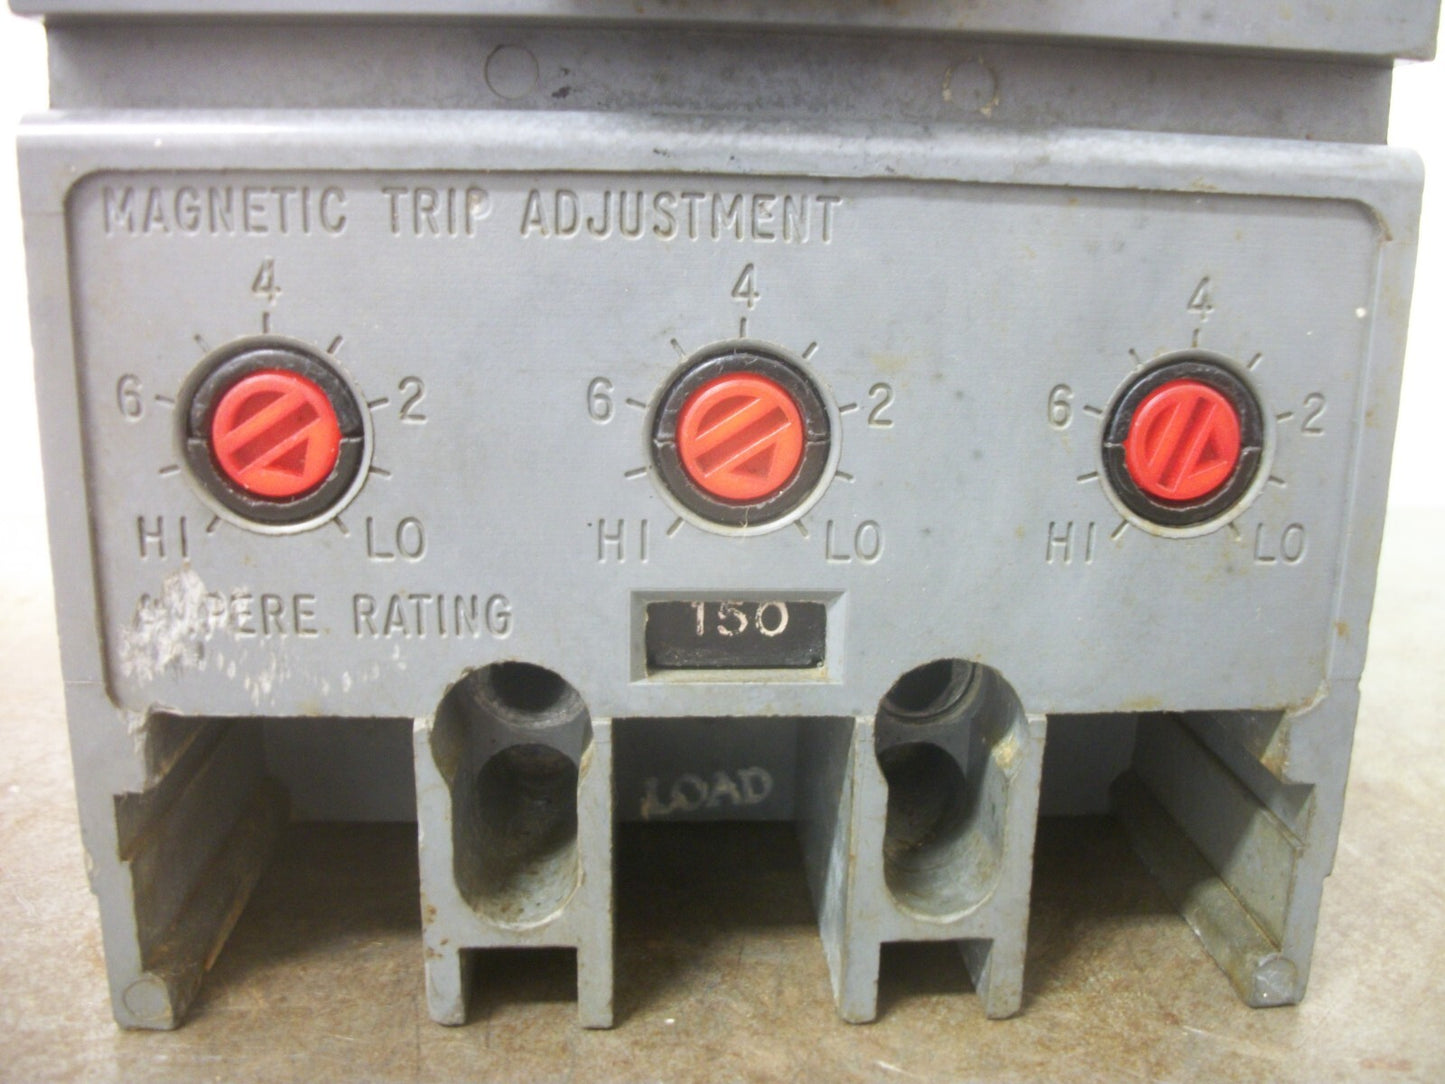 MAGNETIC TRIP ADJUSTMENT
4 4 4
6 2 6 2 6 2
HI LO HI LO HI LO
AMPERE RATING 150
LOAD